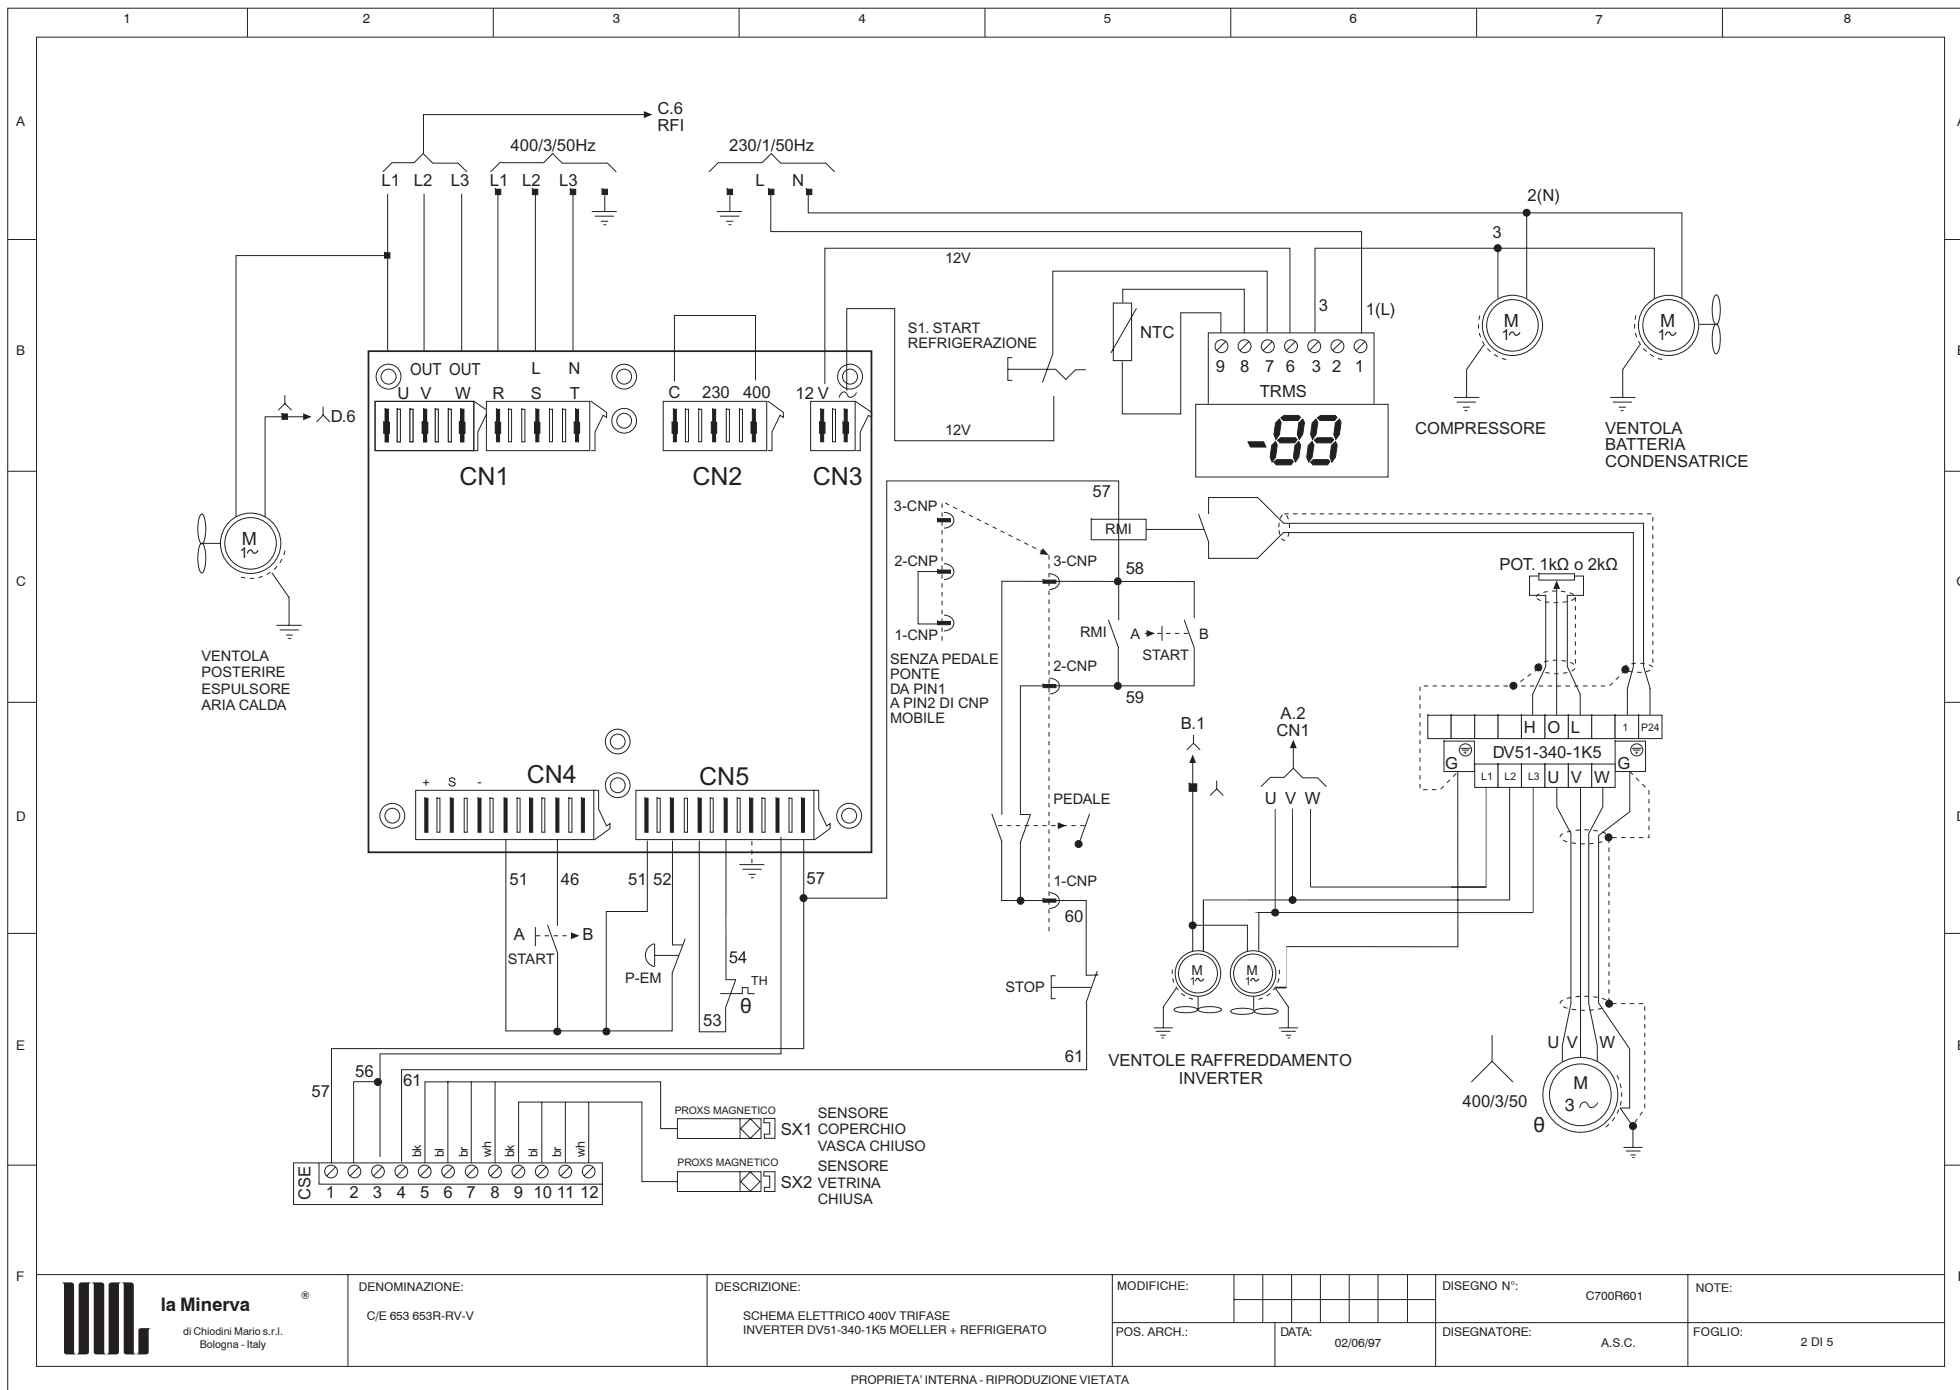 1 2 3 4 5 6 7 8
A
B
C
D
E
F
C.6
RFI
400/3/50Hz
230/1/50Hz
L1 L2 L3 L1 L2 L3
L N
2(N)
3
12V
3
1(L)
S1. START
REFRIGERAZIONE
NTC
9 8 7 6 3 2 1
TRMS
-88
12V
M
1~
COMPRESSORE
M
1~
VENTOLA
BATTERIA
CONDENSATRICE
OUT OUT L N
U V W R S T
C 230 400
12 V
CN1
CN2
CN3
D.6
M
1~
VENTOLA
POSTERIRE
ESPULSORE
ARIA CALDA
57
RMI
3-CNP
2-CNP
1-CNP
SENZA PEDALE
PONTE
DA PIN1
A PIN2 DI CNP
MOBILE
3-CNP
58
RMI
A B
START
2-CNP
59
POT. 1kΩ o 2kΩ
H O L 1 P24
DV51-340-1K5
G G
L1 L2 L3 U V W
B.1
A.2
CN1
U V W
PEDALE
1-CNP
60
STOP
61
+ S -
CN4
CN5
51 46 51 52 57
A B
START
P-EM
54
TH
θ
53
M
1~
M
1~
VENTOLE RAFFREDDAMENTO
INVERTER
U V W
M
3~
400/3/50
θ
57
56
61
bk bl br wh bk bl br wh
CSE
1 2 3 4 5 6 7 8 9 10 11 12
PROXS MAGNETICO
SX1
SENSORE
COPERCHIO
VASCA CHIUSO
PROXS MAGNETICO
SX2
SENSORE
VETRINA
CHIUSA
la Minerva ®
di Chiodini Mario s.r.l.
Bologna - Italy
DENOMINAZIONE:
C/E 653 653R-RV-V
DESCRIZIONE:
SCHEMA ELETTRICO 400V TRIFASE
INVERTER DV51-340-1K5 MOELLER + REFRIGERATO
MODIFICHE:
POS. ARCH.:
DATA:
02/06/97
DISEGNO N°:
C700R601
DISEGNATORE:
A.S.C.
NOTE:
FOGLIO:
2 DI 5
PROPRIETA' INTERNA - RIPRODUZIONE VIETATA